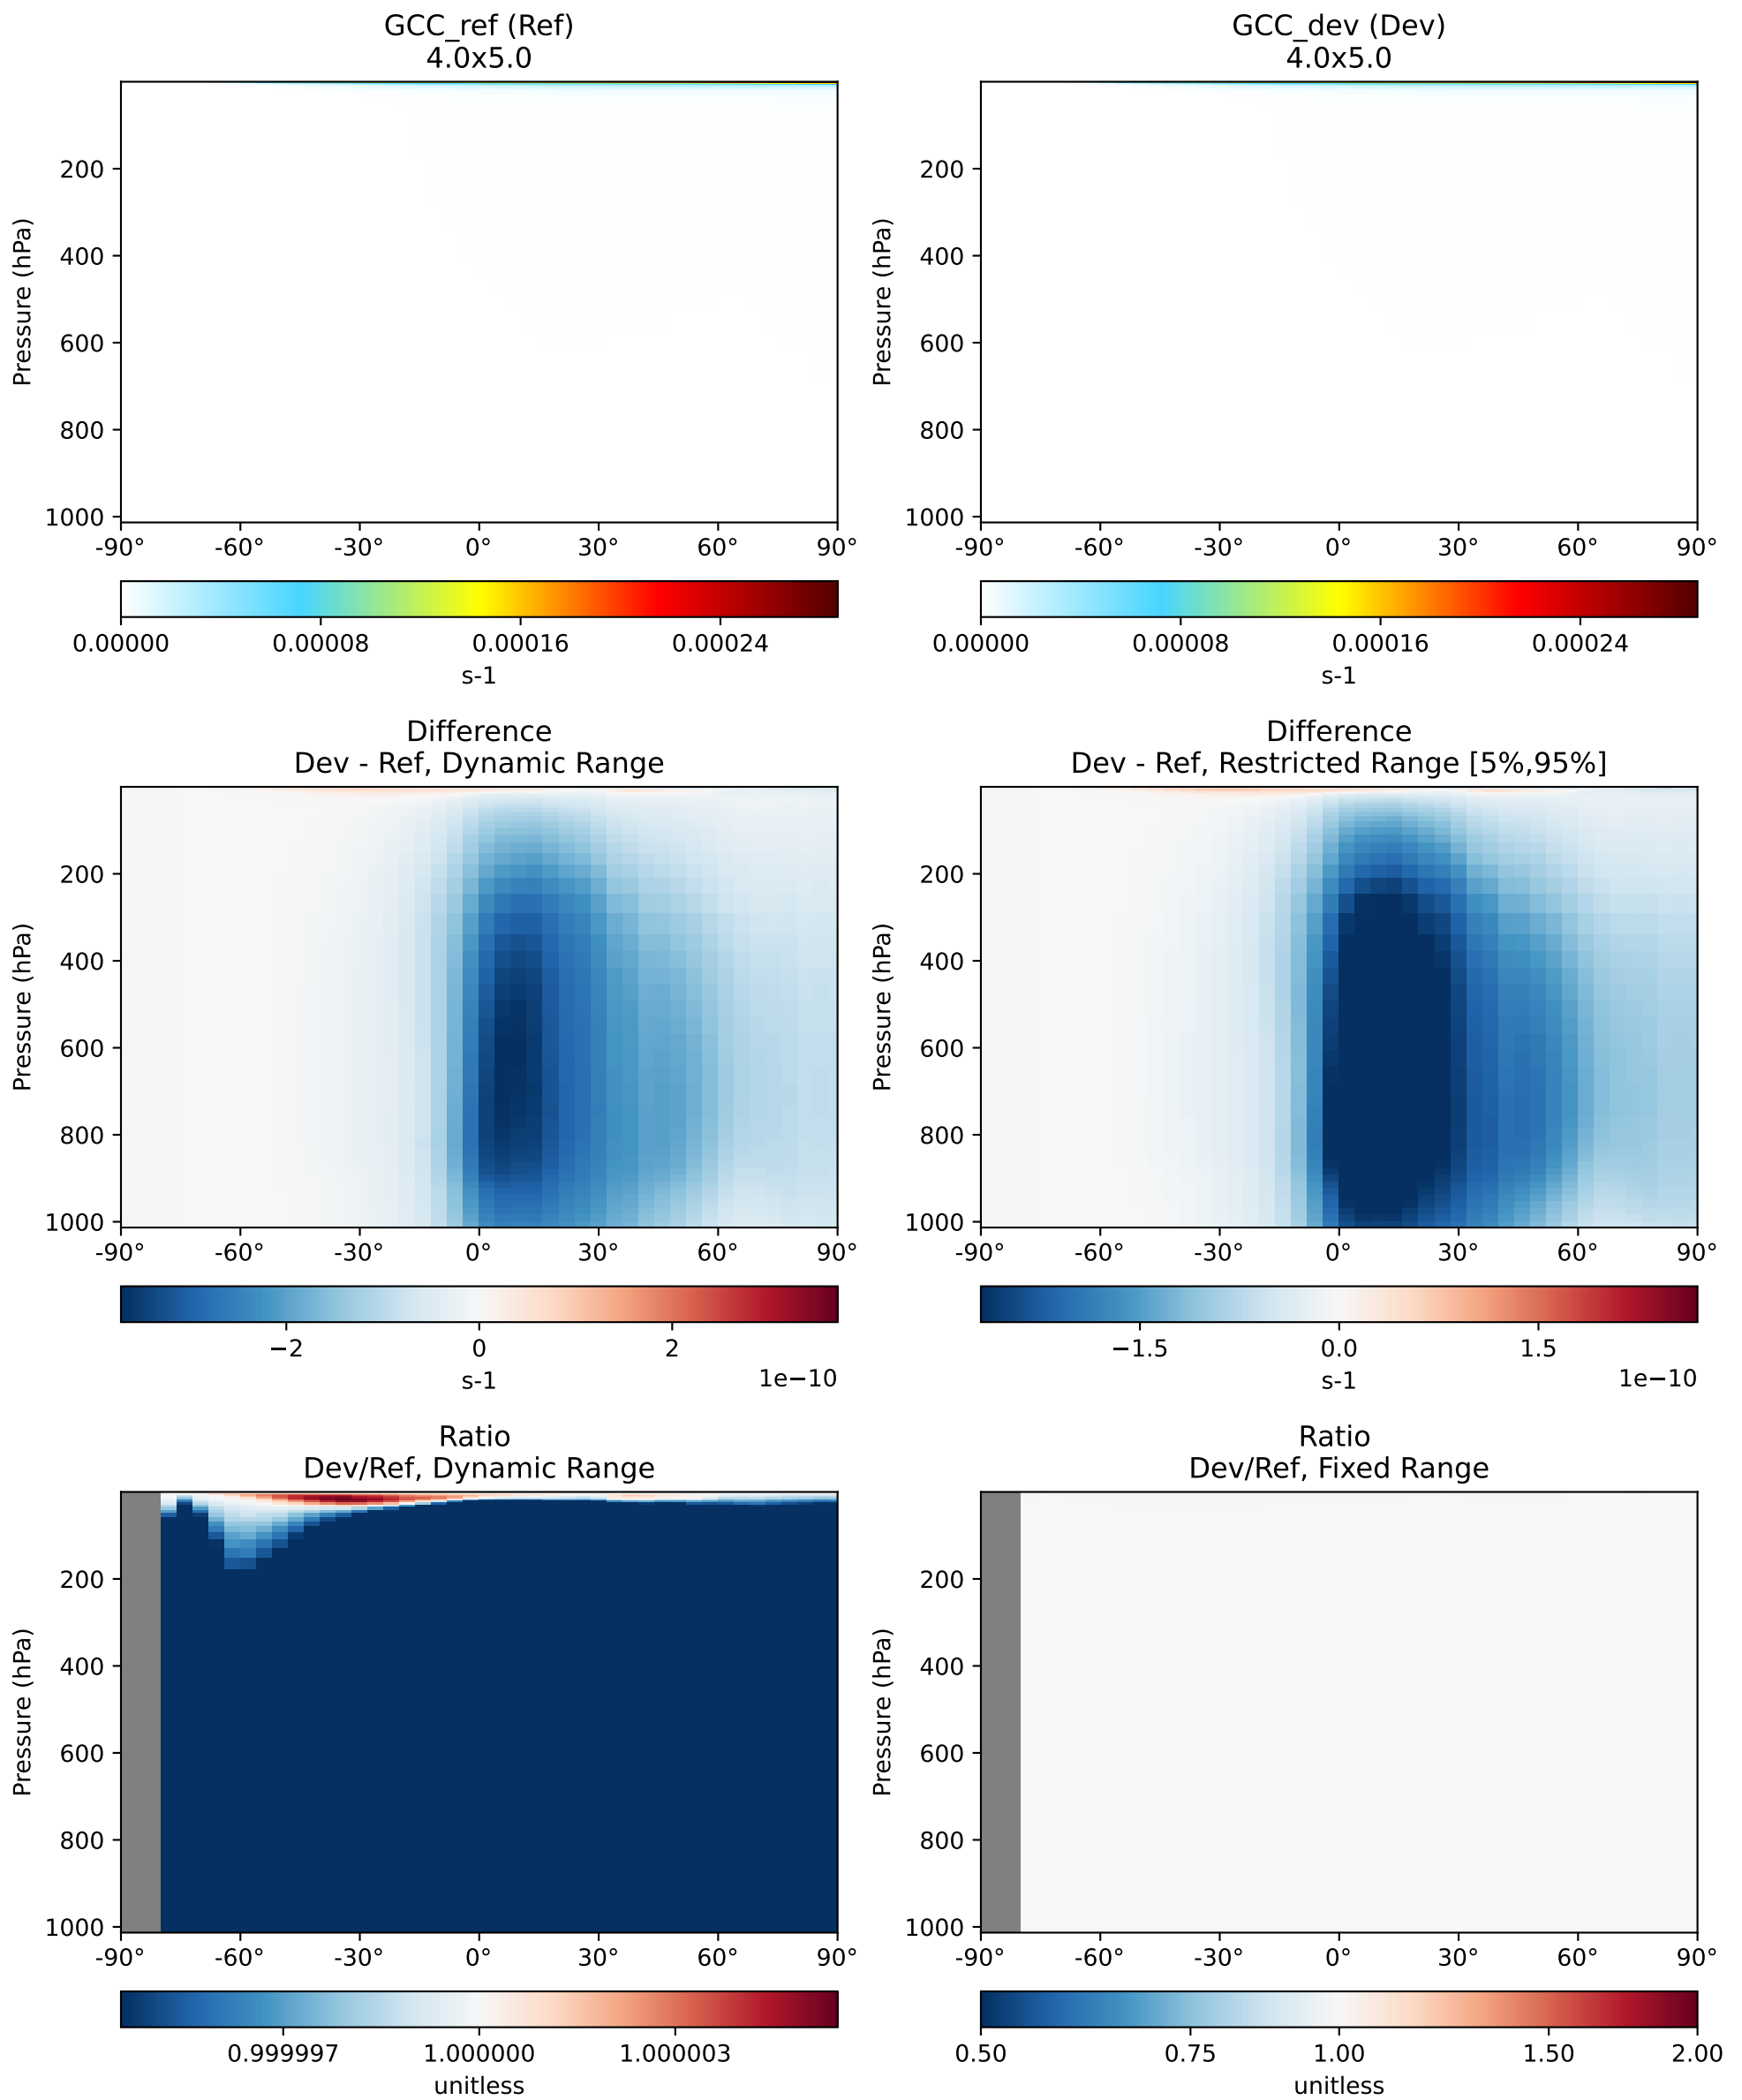 GCC_ref (Ref)
4.0x5.0
Pressure (hPa)
200
400
600
800
1000
-90° -60° -30° 0° 30° 60° 90°
0.00000 0.00008 0.00016 0.00024
s-1
GCC_dev (Dev)
4.0x5.0
Pressure (hPa)
200
400
600
800
1000
-90° -60° -30° 0° 30° 60° 90°
0.00000 0.00008 0.00016 0.00024
s-1
Difference
Dev - Ref, Dynamic Range
Pressure (hPa)
200
400
600
800
1000
-90° -60° -30° 0° 30° 60° 90°
−2 0 2
s-1 1e−10
Difference
Dev - Ref, Restricted Range [5%,95%]
Pressure (hPa)
200
400
600
800
1000
-90° -60° -30° 0° 30° 60° 90°
−1.5 0.0 1.5
s-1 1e−10
Ratio
Dev/Ref, Dynamic Range
Pressure (hPa)
200
400
600
800
1000
-90° -60° -30° 0° 30° 60° 90°
0.999997 1.000000 1.000003
unitless
Ratio
Dev/Ref, Fixed Range
Pressure (hPa)
200
400
600
800
1000
-90° -60° -30° 0° 30° 60° 90°
0.50 0.75 1.00 1.50 2.00
unitless